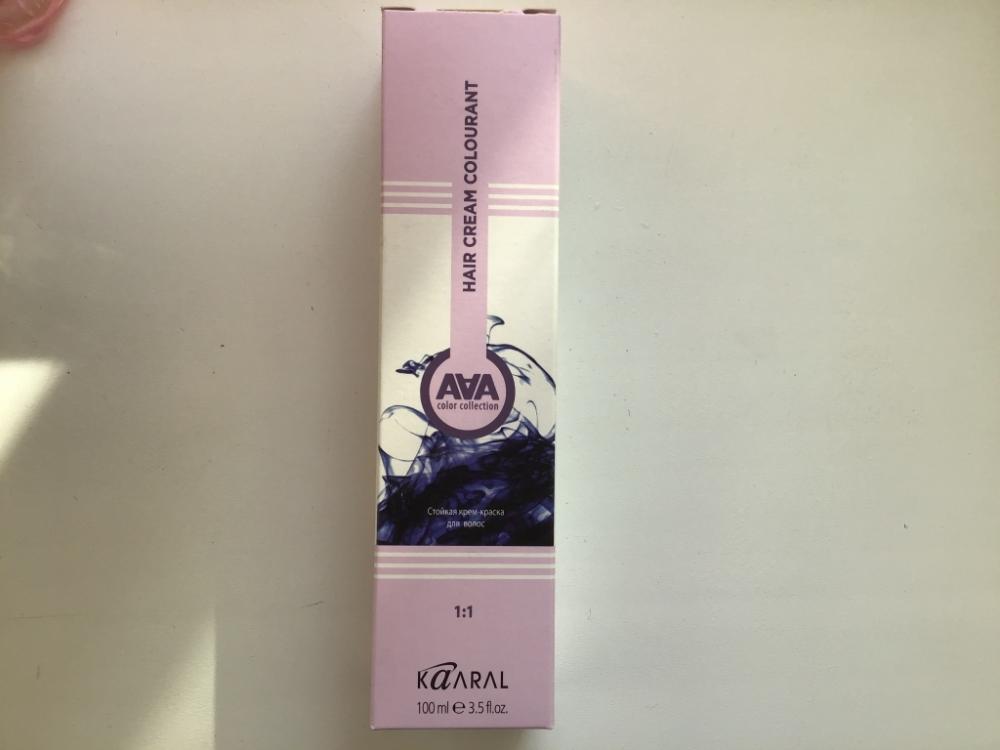 HAIR CREAM COLOURANT
AAA
color collection
Стойкая крем-краска
для волос
1:1
KAARAL
100 ml e 3.5 fl.oz.